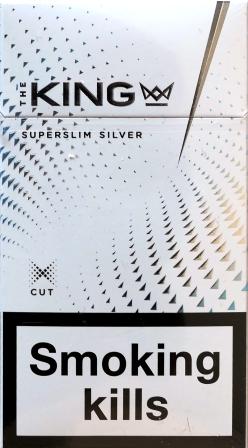 THE KING
SUPERSLIM SILVER
CUT
Smoking
kills